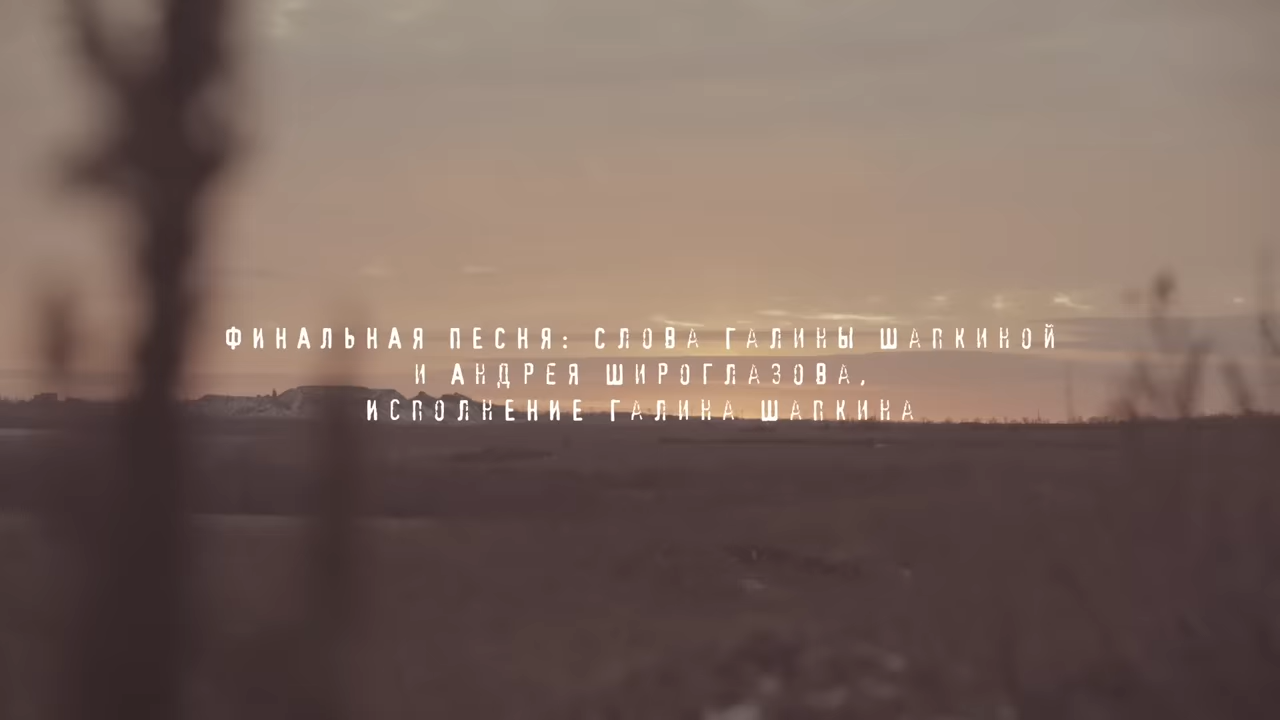 ФИНАЛЬНАЯ ПЕСНЯ: СЛОВА ГАЛИНЫ ШАПКИНОЙ
И АНДРЕЯ ШИРОГЛАЗОВА,
ИСПОЛНЕНИЕ ГАЛИНА ШАПКИНА